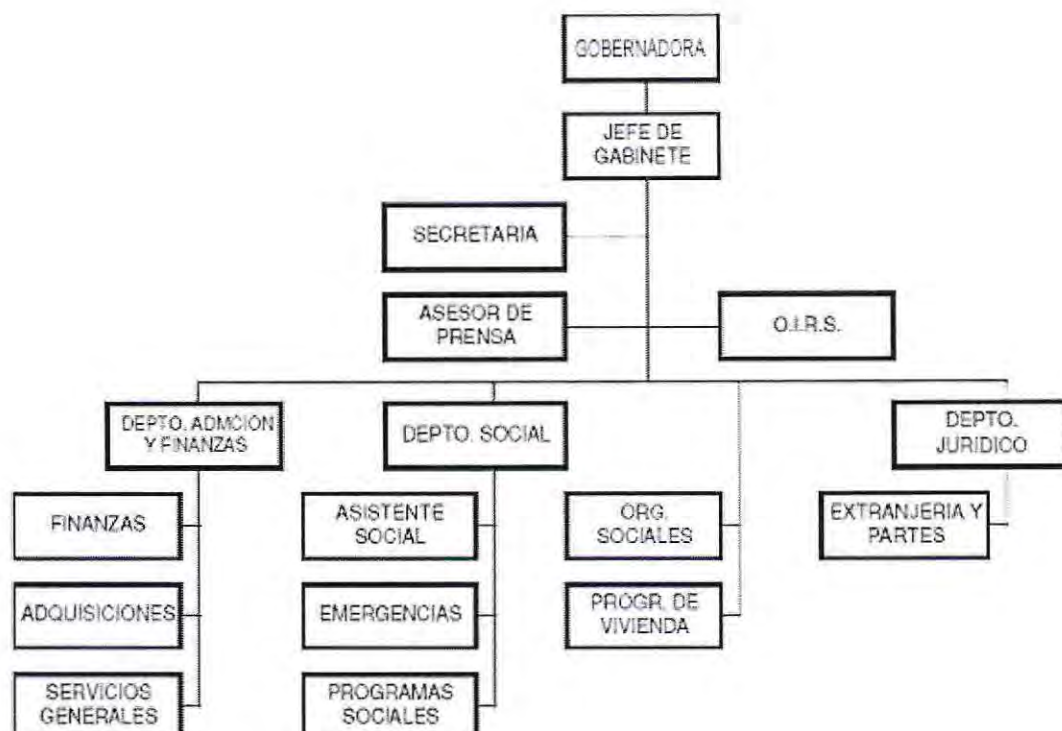 GOBERNADORA
JEFE DE
GABINETE
SECRETARIA
ASESOR DE
PRENSA
O.I.R.S.
DEPTO. ADMCION
Y FINANZAS
DEPTO. SOCIAL
DEPTO.
JURIDICO
FINANZAS
ASISTENTE
SOCIAL
ORG.
SOCIALES
EXTRANJERIA Y
PARTES
ADQUISICIONES
EMERGENCIAS
PROGR. DE
VIVIENDA
SERVICIOS
GENERALES
PROGRAMAS
SOCIALES